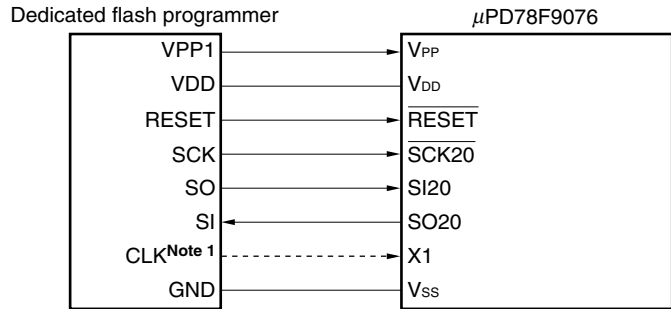 Dedicated flash programmer μPD78F9076
VPP1 VPP
VDD VDD
RESET RESET
SCK SCK20
SO SI20
SI SO20
CLKNote 1 X1
GND VSS